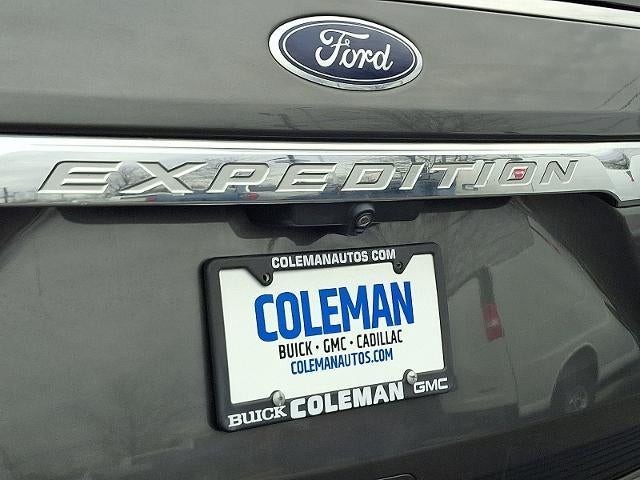 Ford
EXPEDITION
COLEMANAUTOS.COM
COLEMAN
BUICK • GMC • CADILLAC
COLEMANAUTOS.COM
BUICK COLEMAN GMC